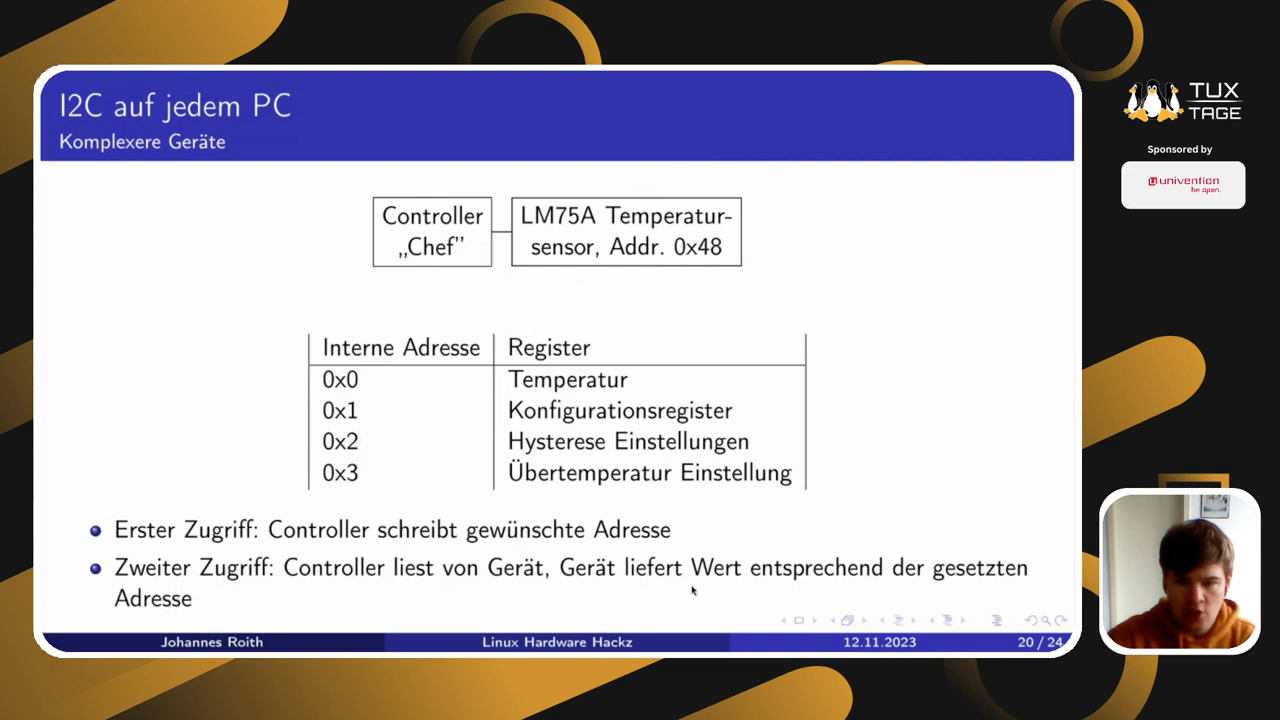 I2C auf jedem PC
Komplexere Geräte
Controller
„Chef”
LM75A Temperatur-
sensor, Addr. 0x48
Interne Adresse Register
0x0 Temperatur
0x1 Konfigurationsregister
0x2 Hysterese Einstellungen
0x3 Übertemperatur Einstellung
Erster Zugriff: Controller schreibt gewünschte Adresse
Zweiter Zugriff: Controller liest von Gerät, Gerät liefert Wert entsprechend der gesetzten
Adresse
Johannes Roith Linux Hardware Hackz 12.11.2023 20 / 24
TUX
TAGE
Sponsored by
univention
be open.